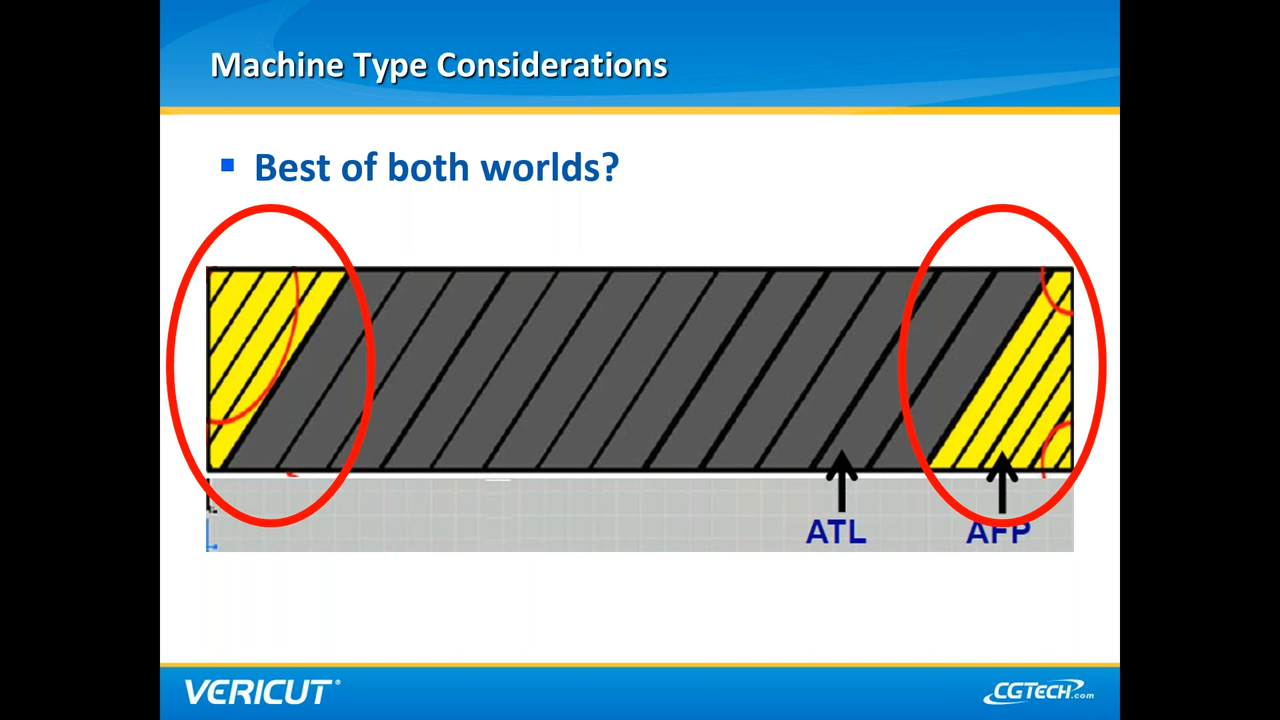 Machine Type Considerations
Best of both worlds?
ATL
AFP
VERICUT®
CGTECH.com